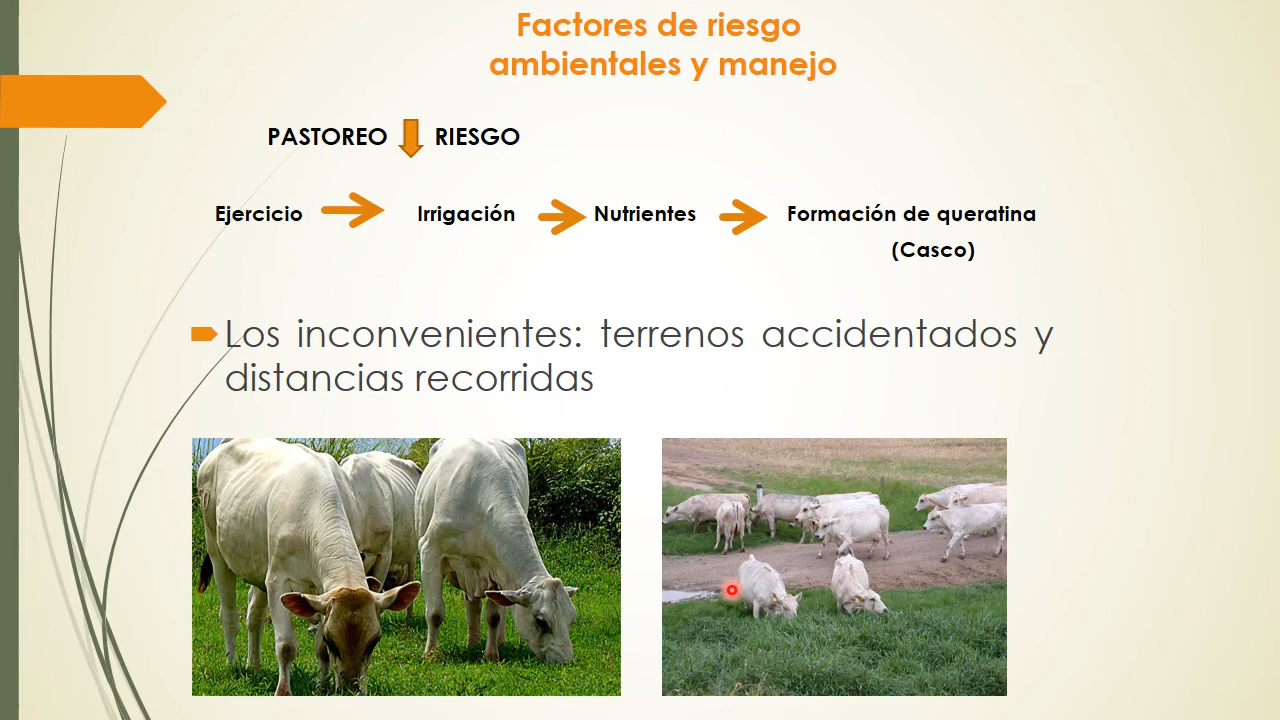 Factores de riesgo
ambientales y manejo
PASTOREO RIESGO
Ejercicio Irrigación Nutrientes Formación de queratina
(Casco)
Los inconvenientes: terrenos accidentados y
distancias recorridas